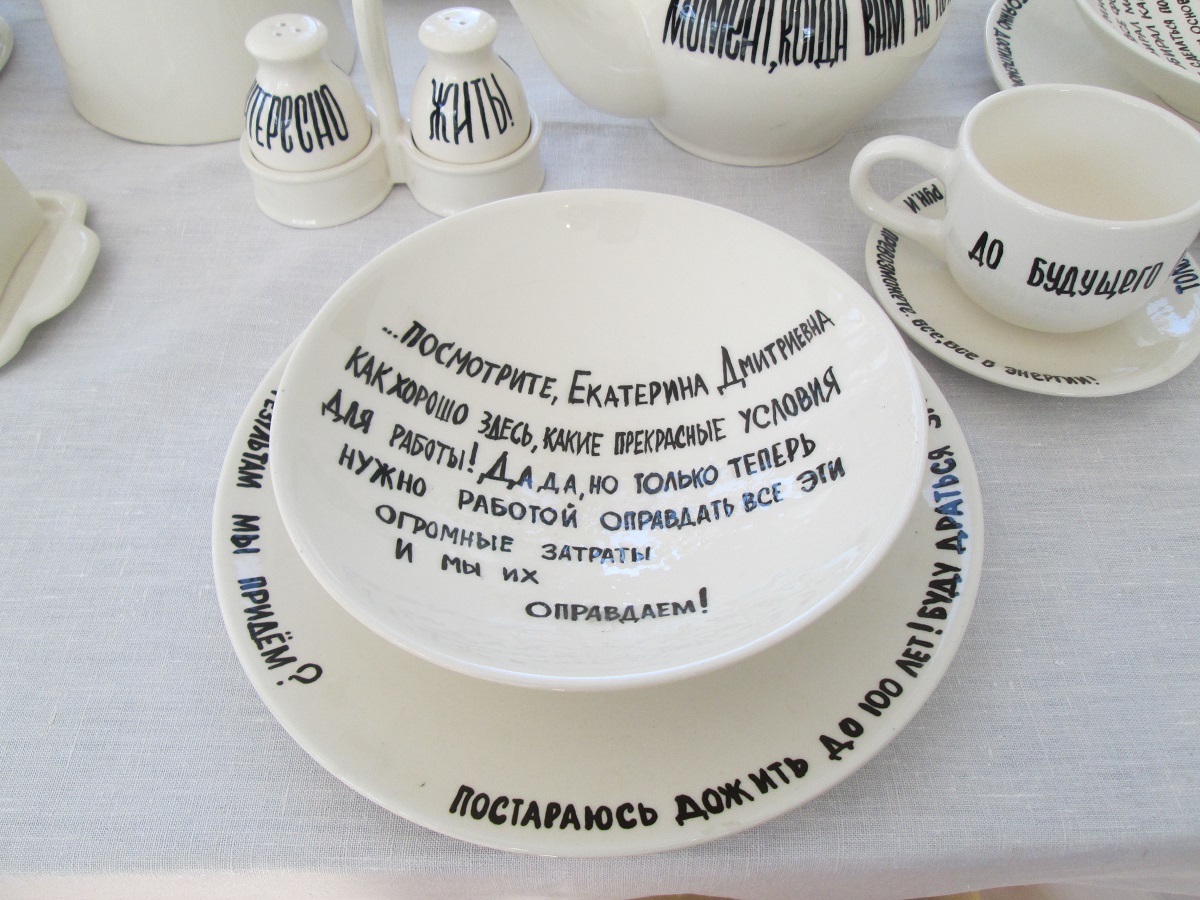 ЖИТЬ!
МОМЕНТ, КОГДА ВАМ НЕ
ДО БУДУЩЕГО
РУК.И
ПРЕВОЗМОЖЕТ. ВСЕ, ВСЕ О ЭНЕРГИИ!
...ПОСМОТРИТЕ, ЕКАТЕРИНА ДМИТРИЕВНА
КАК ХОРОШО ЗДЕСЬ, КАКИЕ ПРЕКРАСНЫЕ УСЛОВИЯ
ДЛЯ РАБОТЫ! ДА ДА, НО ТОЛЬКО ТЕПЕРЬ
НУЖНО РАБОТОЙ ОПРАВДАТЬ ВСЕ ЭТИ
ОГРОМНЫЕ ЗАТРАТЫ
И МЫ ИХ
ОПРАВДАЕМ!
МЫ ПРИДЁМ?
ПОСТАРАЮСЬ ДОЖИТЬ ДО 100 ЛЕТ! БУДУ ДРАТЬСЯ